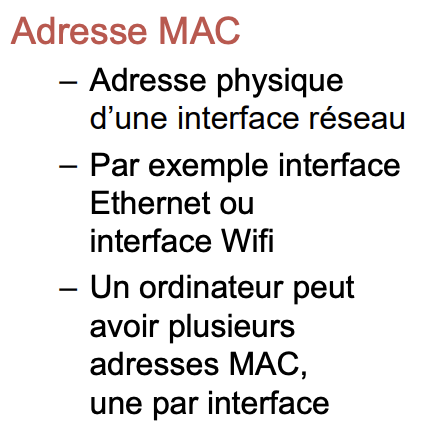 Adresse MAC
– Adresse physique
d’une interface réseau
– Par exemple interface
Ethernet ou
interface Wifi
– Un ordinateur peut
avoir plusieurs
adresses MAC,
une par interface